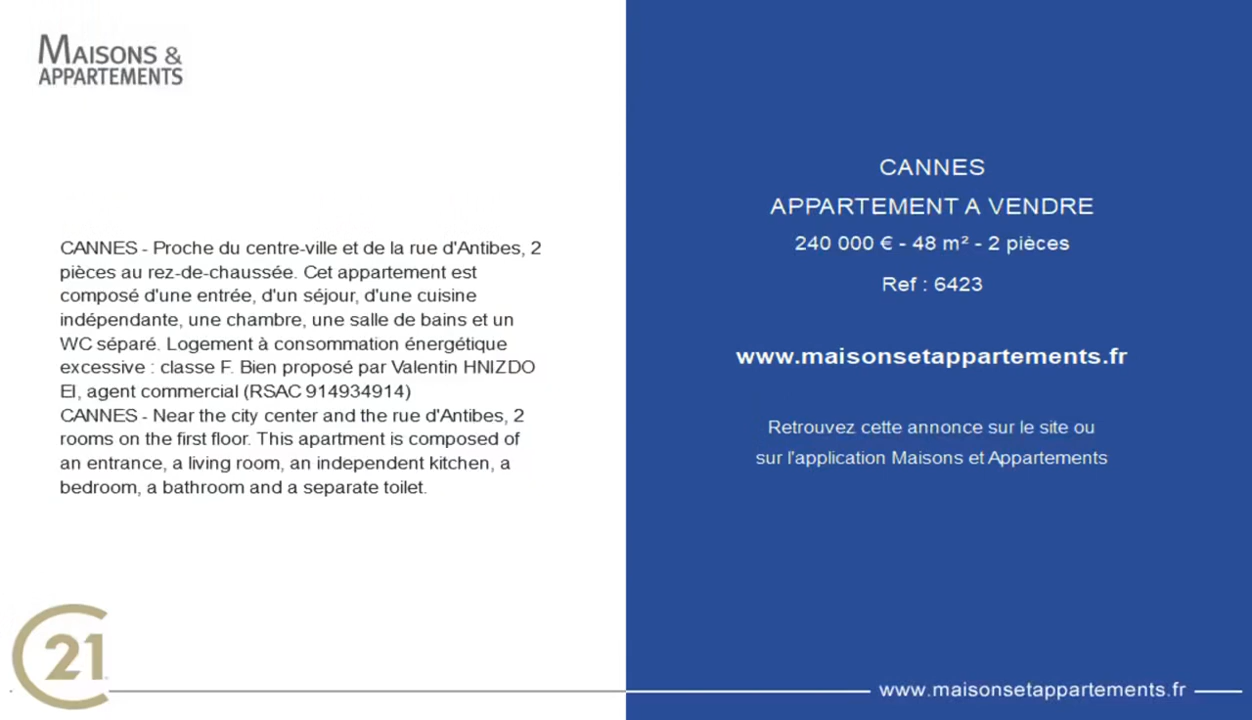 MAISONS &
APPARTEMENTS
CANNES - Proche du centre-ville et de la rue d'Antibes, 2
pièces au rez-de-chaussée. Cet appartement est
composé d'une entrée, d'un séjour, d'une cuisine
indépendante, une chambre, une salle de bains et un
WC séparé. Logement à consommation énergétique
excessive : classe F. Bien proposé par Valentin HNIZDO
EI, agent commercial (RSAC 914934914)
CANNES - Near the city center and the rue d'Antibes, 2
rooms on the first floor. This apartment is composed of
an entrance, a living room, an independent kitchen, a
bedroom, a bathroom and a separate toilet.
C21
CANNES
APPARTEMENT A VENDRE
240 000 € - 48 m² - 2 pièces
Ref : 6423
www.maisonsetappartements.fr
Retrouvez cette annonce sur le site ou
sur l'application Maisons et Appartements
www.maisonsetappartements.fr